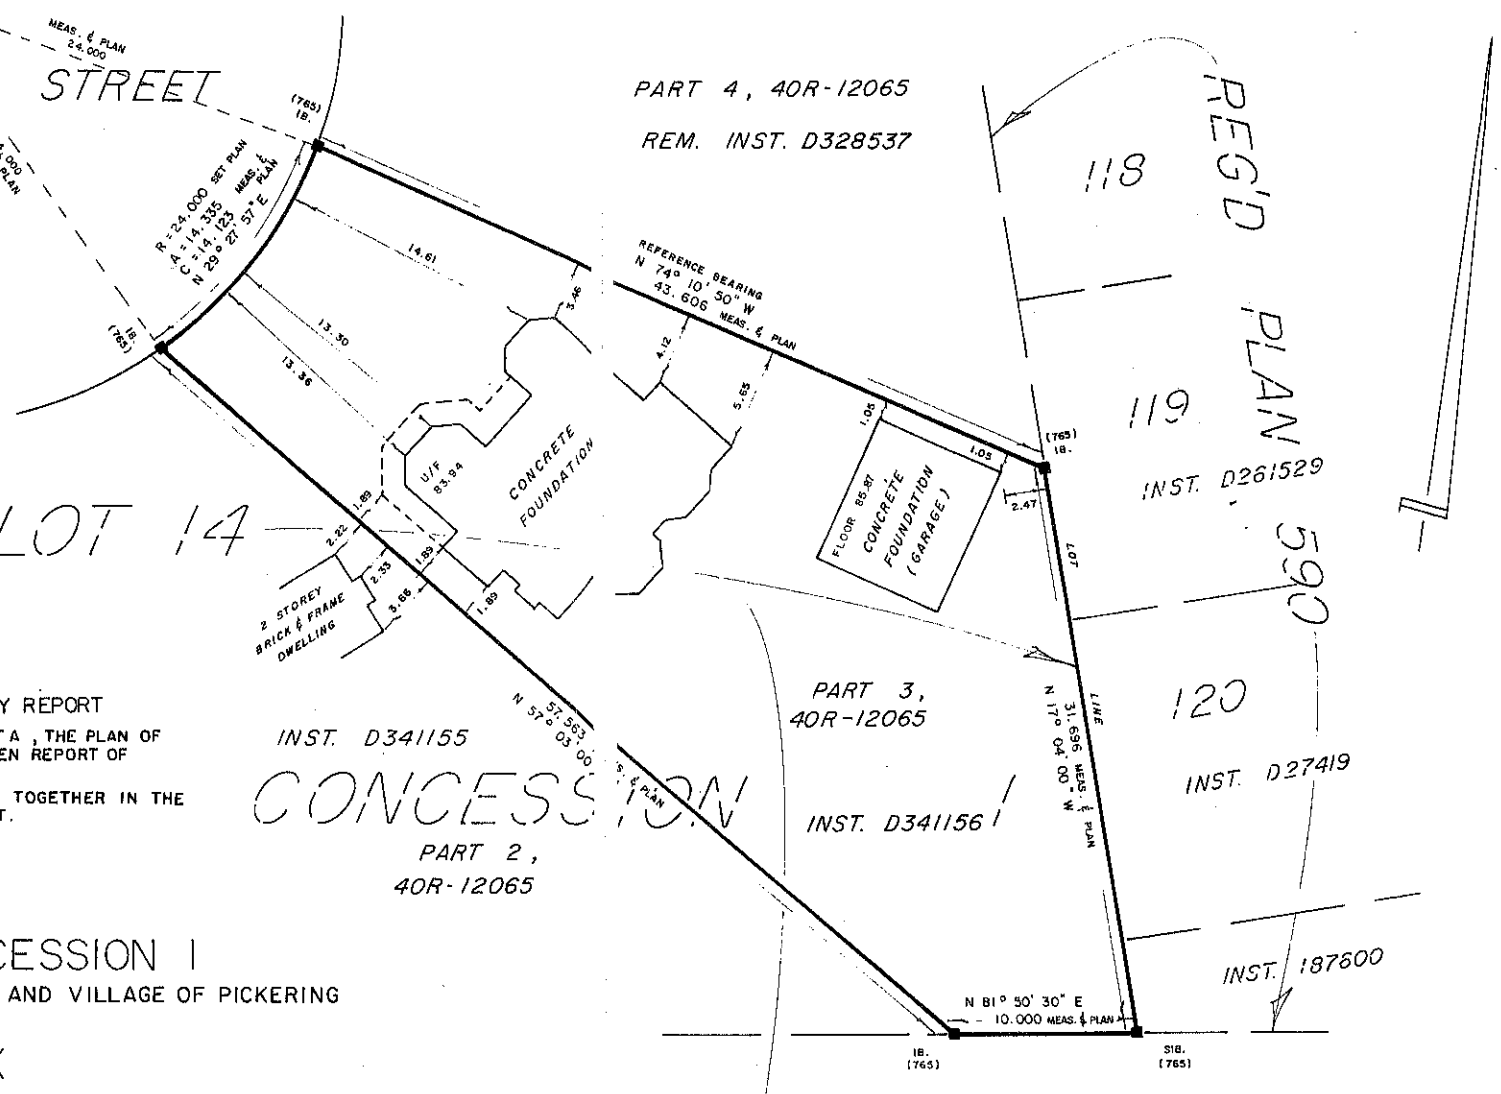 MEAS. & PLAN
24.000
STREET
PLAN
(765)
IB.
R = 24.000 SET PLAN
A = 14.335 MEAS. &
C = 14.123 PLAN
N 29° 27' 57" E
IB.
(765)
14.61
13.30
13.36
3.46
PART 4, 40R-12065
REM. INST. D328537
REFERENCE BEARING
N 74° 10' 50" W
43.606 MEAS. & PLAN
4.12
5.65
1.05
1.05
(765)
IB.
2.47
118
119
INST. D261529
120
INST. D27419
INST. 187600
REG'D PLAN 590
U/F
83.94
CONCRETE
FOUNDATION
FLOOR 85.87
CONCRETE
FOUNDATION
(GARAGE)
LOT 14
1.89
2.22
2.33
1.89
3.66
1.89
2 STOREY
BRICK & FRAME
DWELLING
LOT
LINE
31.696 MEAS. & PLAN
N 17° 04' 00" W
57.563
N 57° 03' 00
& PLAN
PART 3,
40R-12065
INST. D341156
INST. D341155
CONCESSION 1
PART 2,
40R-12065
Y REPORT
TA, THE PLAN OF
EN REPORT OF
TOGETHER IN THE
T.
CESSION 1
AND VILLAGE OF PICKERING
N 81° 50' 30" E
10.000 MEAS. & PLAN
IB.
(765)
SIB.
(765)